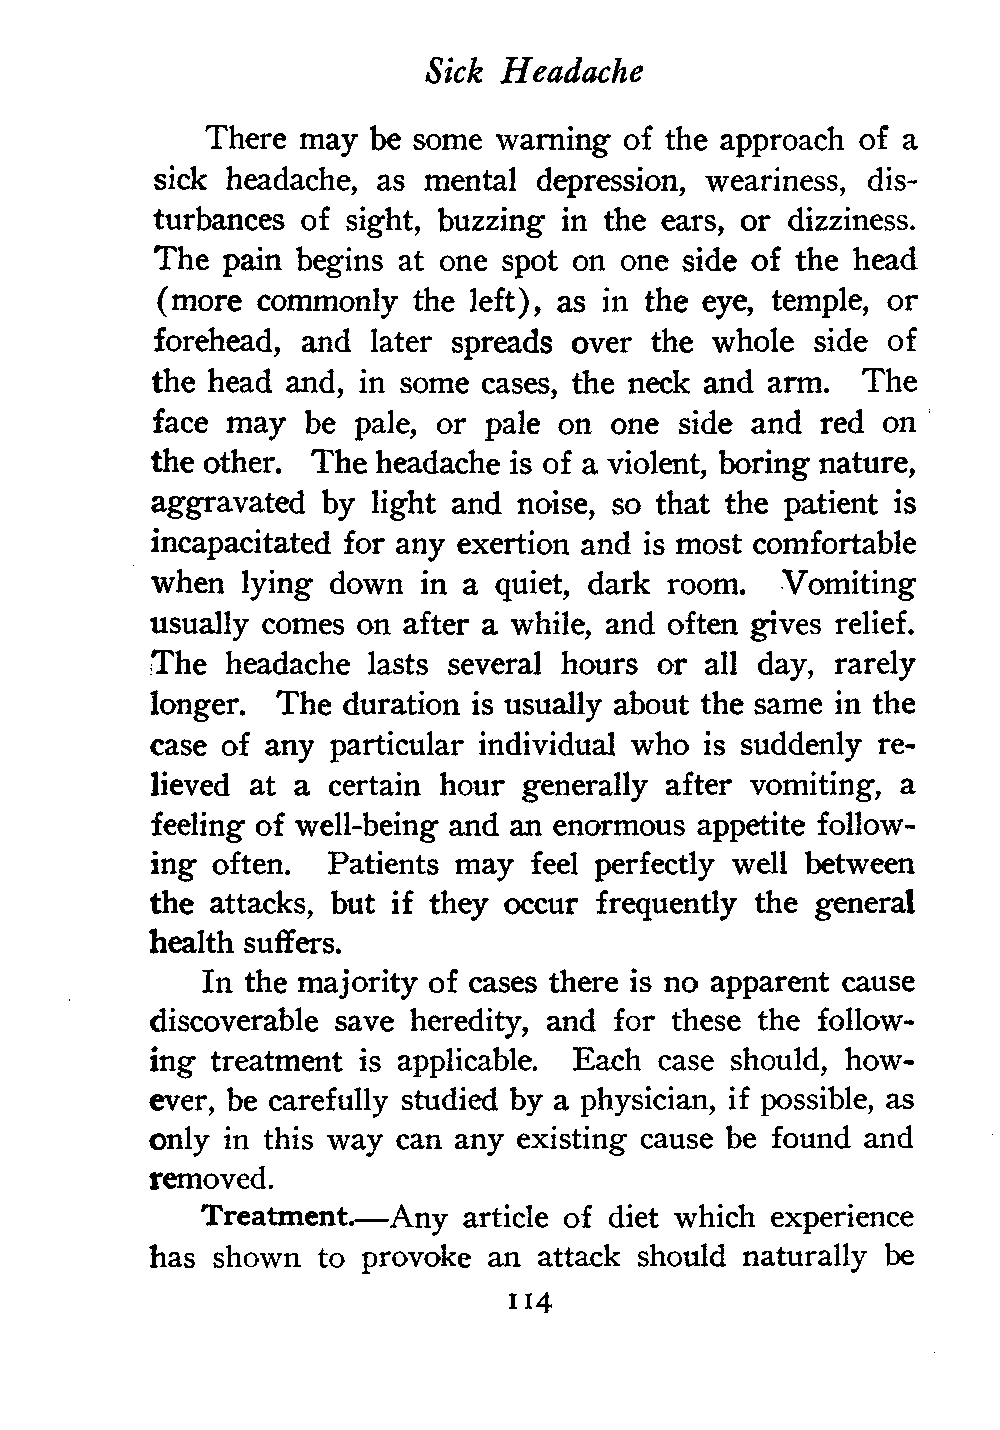 Sick Headache
There may be some warning of the approach of a
sick headache, as mental depression, weariness, dis-
turbances of sight, buzzing in the ears, or dizziness.
The pain begins at one spot on one side of the head
(more commonly the left), as in the eye, temple, or
forehead, and later spreads over the whole side of
the head and, in some cases, the neck and arm. The
face may be pale, or pale on one side and red on
the other. The headache is of a violent, boring nature,
aggravated by light and noise, so that the patient is
incapacitated for any exertion and is most comfortable
when lying down in a quiet, dark room. Vomiting
usually comes on after a while, and often gives relief.
The headache lasts several hours or all day, rarely
longer. The duration is usually about the same in the
case of any particular individual who is suddenly re-
lieved at a certain hour generally after vomiting, a
feeling of well-being and an enormous appetite follow-
ing often. Patients may feel perfectly well between
the attacks, but if they occur frequently the general
health suffers.
In the majority of cases there is no apparent cause
discoverable save heredity, and for these the follow-
ing treatment is applicable. Each case should, how-
ever, be carefully studied by a physician, if possible, as
only in this way can any existing cause be found and
removed.
Treatment.—Any article of diet which experience
has shown to provoke an attack should naturally be
114